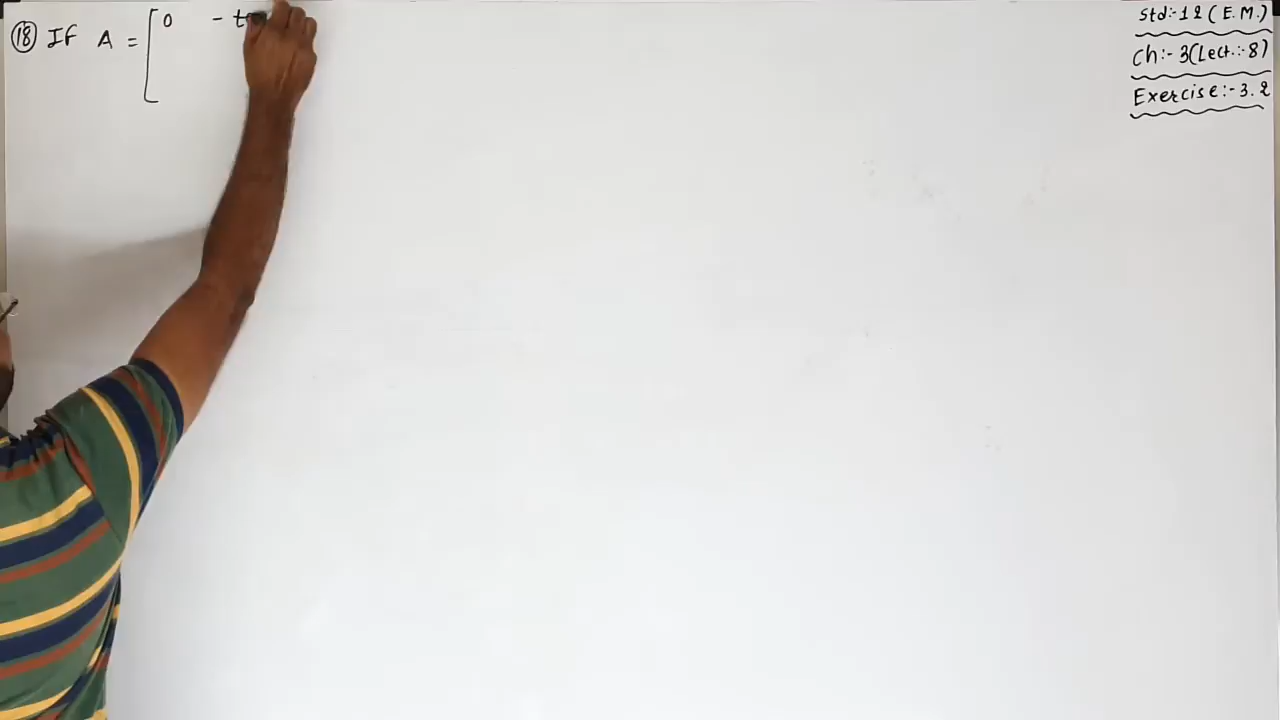 (18) If A = [ 0 - t
Std:-12 (E.M.)
Ch:- 3(Lect.:-8)
Exercise:-3.2